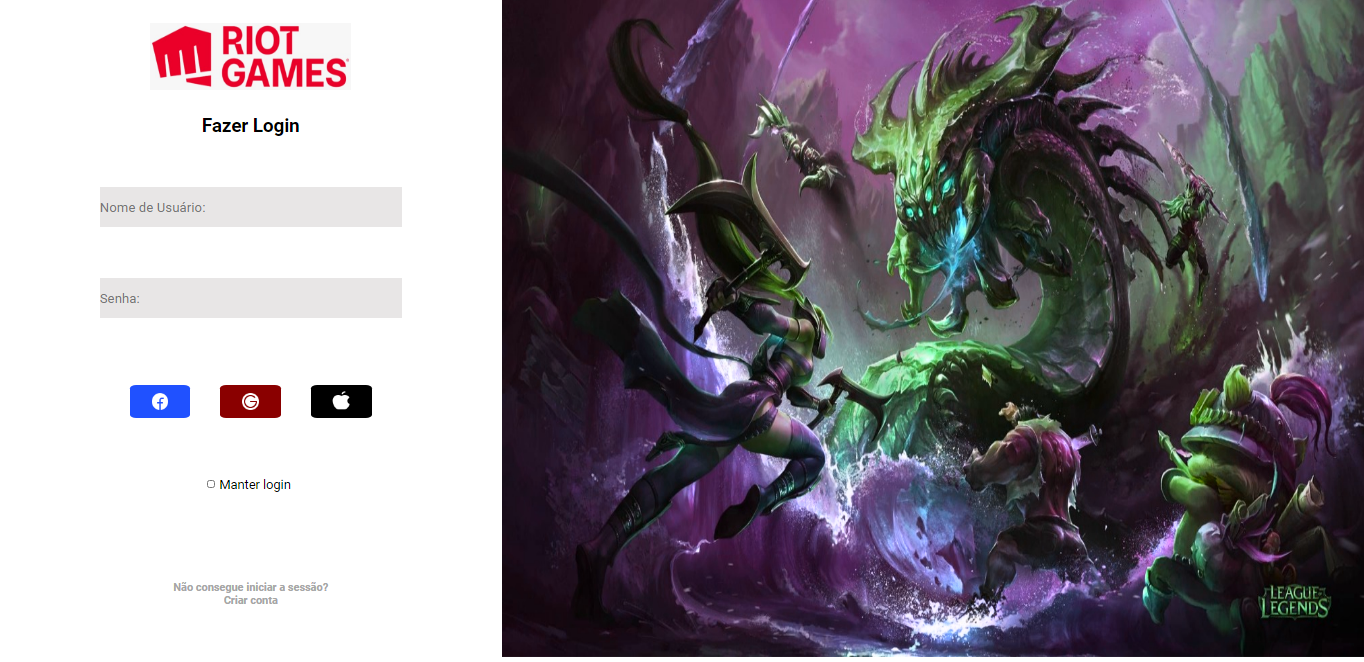 RIOT
GAMES
Fazer Login
Nome de Usuário:
Senha:
Manter login
Não consegue iniciar a sessão?
Criar conta
LEAGUE OF
LEGENDS